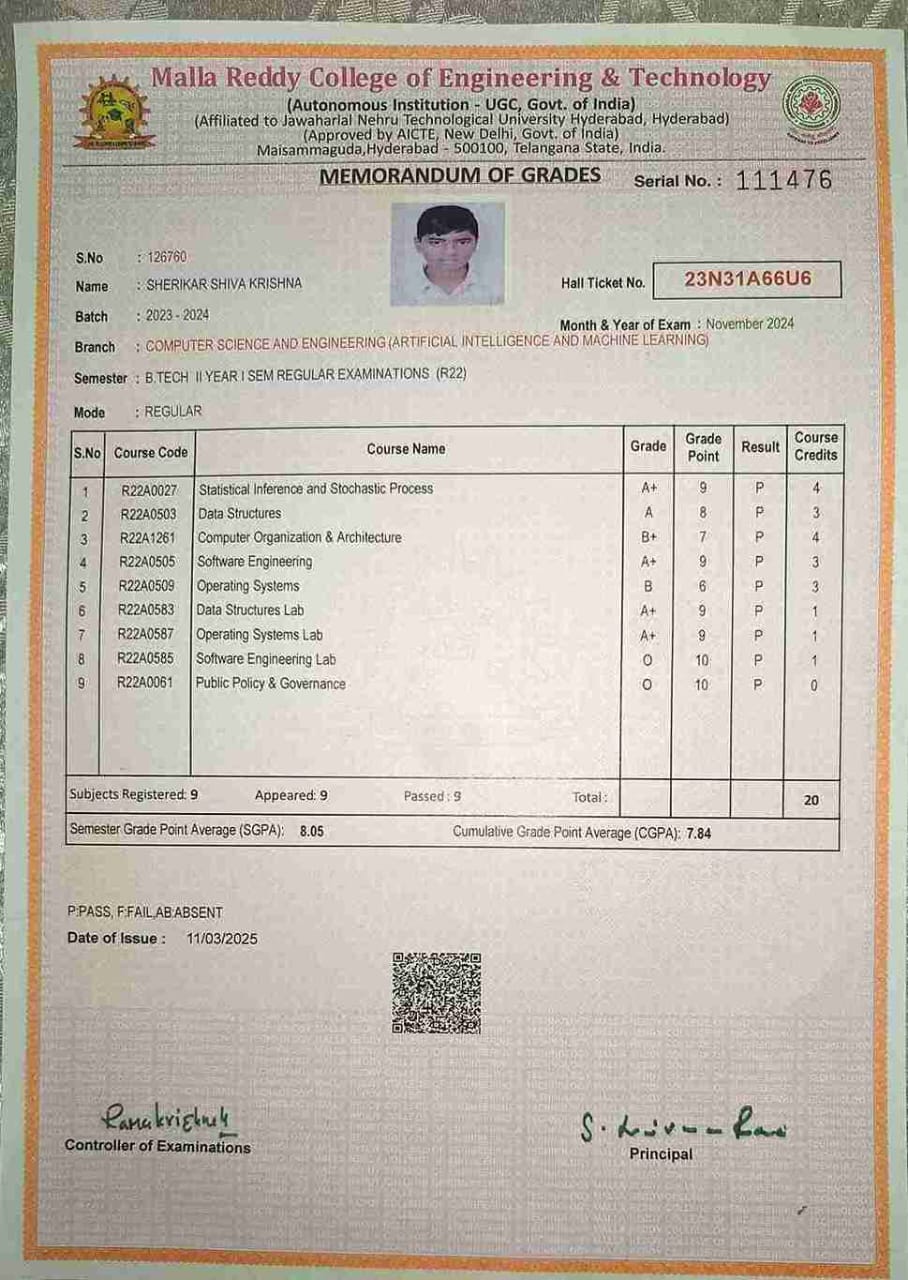 Malla Reddy College of Engineering & Technology
(Autonomous Institution - UGC, Govt. of India)
(Affiliated to Jawaharlal Nehru Technological University Hyderabad, Hyderabad)
(Approved by AICTE, New Delhi, Govt. of India)
Maisammaguda,Hyderabad - 500100, Telangana State, India.
MEMORANDUM OF GRADES Serial No. : 111476
S.No : 126760
Name : SHERIKAR SHIVA KRISHNA Hall Ticket No. 23N31A66U6
Batch : 2023 - 2024 Month & Year of Exam : November 2024
Branch : COMPUTER SCIENCE AND ENGINEERING (ARTIFICIAL INTELLIGENCE AND MACHINE LEARNING)
Semester : B.TECH II YEAR I SEM REGULAR EXAMINATIONS (R22)
Mode : REGULAR
S.No Course Code Course Name Grade Grade Point Result Course Credits
1 R22A0027 Statistical Inference and Stochastic Process A+ 9 P 4
2 R22A0503 Data Structures A 8 P 3
3 R22A1261 Computer Organization & Architecture B+ 7 P 4
4 R22A0505 Software Engineering A+ 9 P 3
5 R22A0509 Operating Systems B 6 P 3
6 R22A0583 Data Structures Lab A+ 9 P 1
7 R22A0587 Operating Systems Lab A+ 9 P 1
8 R22A0585 Software Engineering Lab O 10 P 1
9 R22A0061 Public Policy & Governance O 10 P 0
Subjects Registered: 9 Appeared: 9 Passed : 9 Total : 20
Semester Grade Point Average (SGPA): 8.05 Cumulative Grade Point Average (CGPA): 7.84
P:PASS, F:FAIL,AB:ABSENT
Date of Issue : 11/03/2025
Ramakrishna
Controller of Examinations
Principal